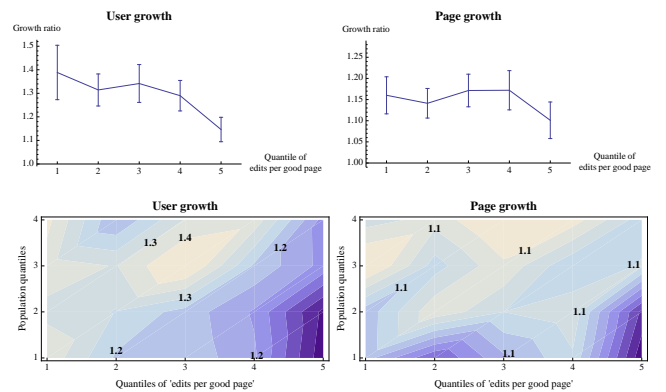 User growth
Growth ratio
1.5
1.4
1.3
1.2
1.1
1.0
1 2 3 4 5
Quantile of
edits per good page
Page growth
Growth ratio
1.25
1.20
1.15
1.10
1.05
1.00
1 2 3 4 5
Quantile of
edits per good page
User growth
Population quantiles
4
3
2
1
1.3 1.4 1.2
1.3
1.2 1.2
1 2 3 4 5
Quantiles of 'edits per good page'
Page growth
Population quantiles
4
3
2
1
1.1 1.1
1.1
1.1
1.1
1.1
1 2 3 4 5
Quantiles of 'edits per good page'